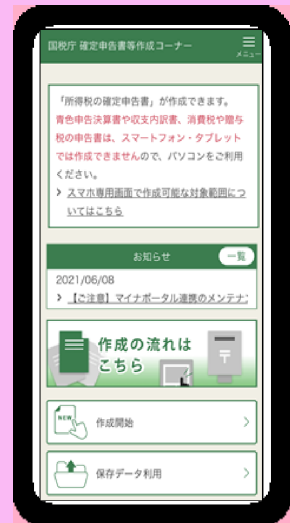 国税庁 確定申告書等作成コーナー
メニュー
「所得税の確定申告書」が作成できます。
青色申告決算書や収支内訳書、消費税や贈与
税の申告書は、スマートフォン・タブレット
では作成できませんので、パソコンをご利用
ください。
> スマホ専用画面で作成可能な対象範囲につ
いてはこちら
お知らせ
一覧
2021/06/08
> 【ご注意】マイナポータル連携のメンテナン
作成の流れは
こちら
〒
NEW
作成開始
保存データ利用